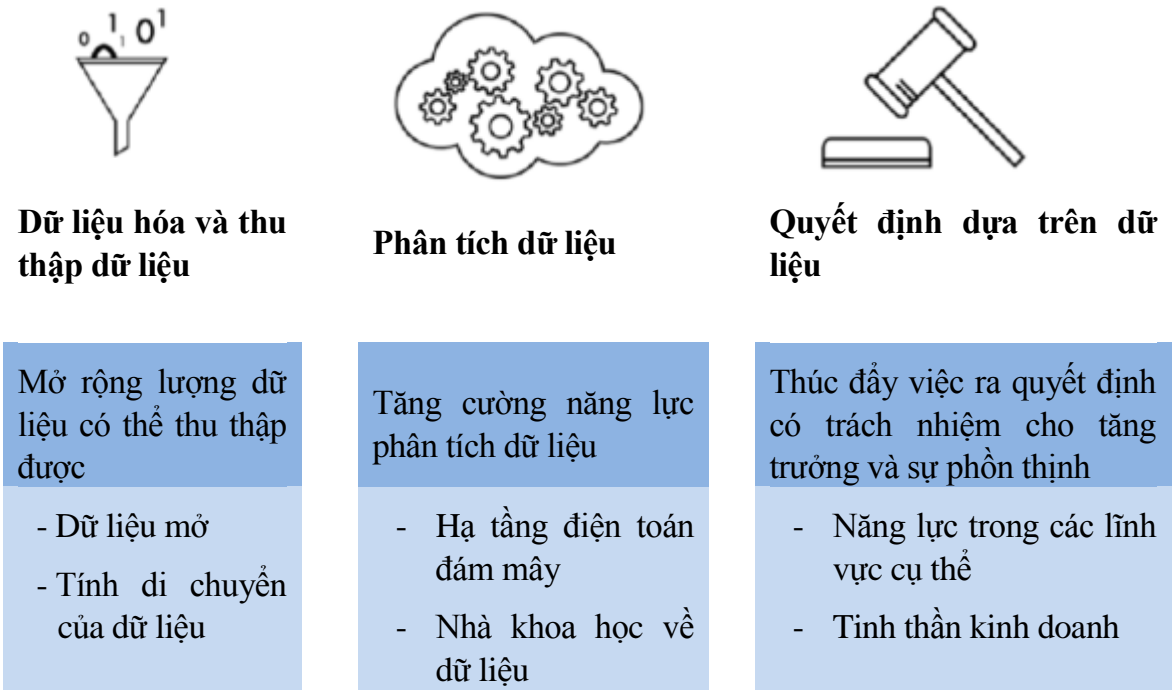 0 1 1 0 1
Dữ liệu hóa và thu
thập dữ liệu
Phân tích dữ liệu
Quyết định dựa trên dữ
liệu
Mở rộng lượng dữ
liệu có thể thu thập
được
- Dữ liệu mở
- Tính di chuyển
của dữ liệu
Tăng cường năng lực
phân tích dữ liệu
- Hạ tầng điện toán
đám mây
- Nhà khoa học về
dữ liệu
Thúc đẩy việc ra quyết định
có trách nhiệm cho tăng
trưởng và sự phồn thịnh
- Năng lực trong các lĩnh
vực cụ thể
- Tinh thần kinh doanh